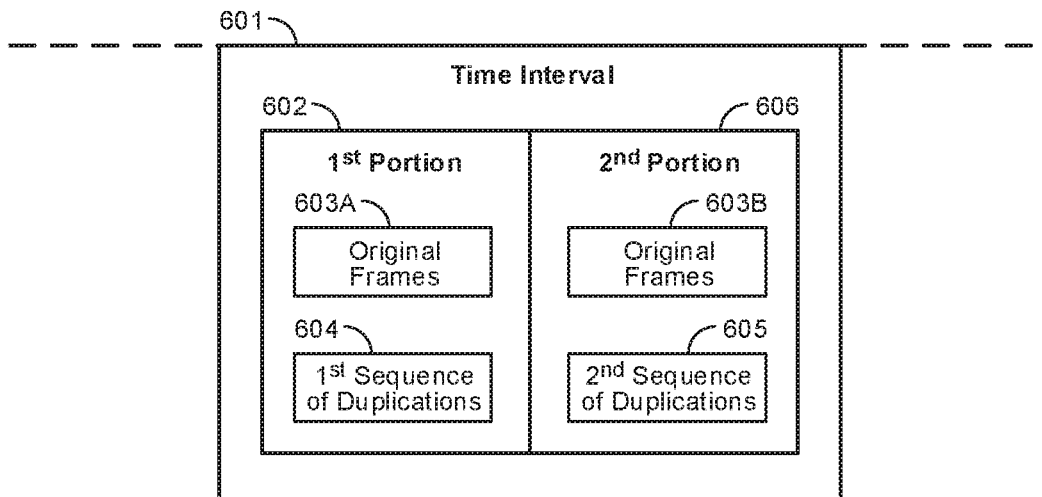 601
Time Interval
602
606
1st Portion
2nd Portion
603A
603B
Original
Frames
Original
Frames
604
605
1st Sequence
of Duplications
2nd Sequence
of Duplications